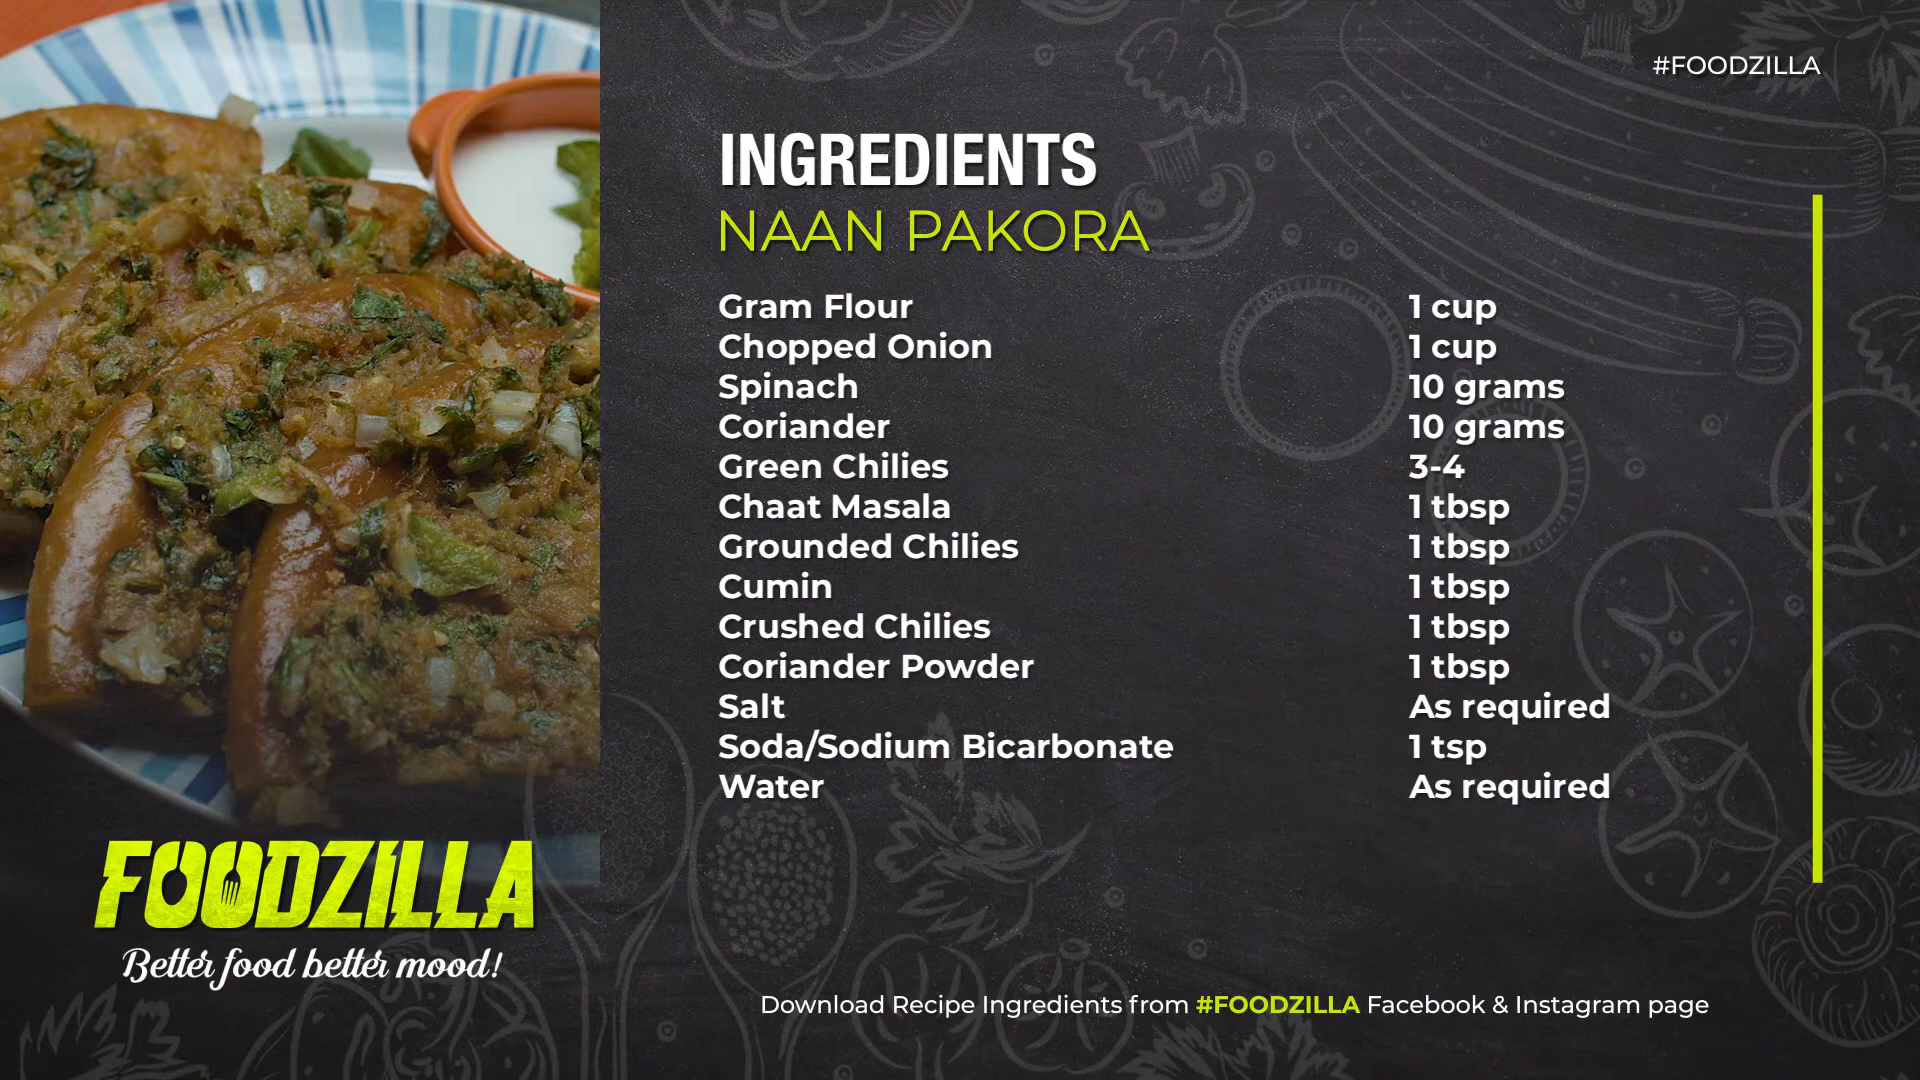 #FOODZILLA
INGREDIENTS
NAAN PAKORA
Gram Flour 1 cup
Chopped Onion 1 cup
Spinach 10 grams
Coriander 10 grams
Green Chilies 3-4
Chaat Masala 1 tbsp
Grounded Chilies 1 tbsp
Cumin 1 tbsp
Crushed Chilies 1 tbsp
Coriander Powder 1 tbsp
Salt As required
Soda/Sodium Bicarbonate 1 tsp
Water As required
FOODZILLA
Better food better mood!
Download Recipe Ingredients from #FOODZILLA Facebook & Instagram page